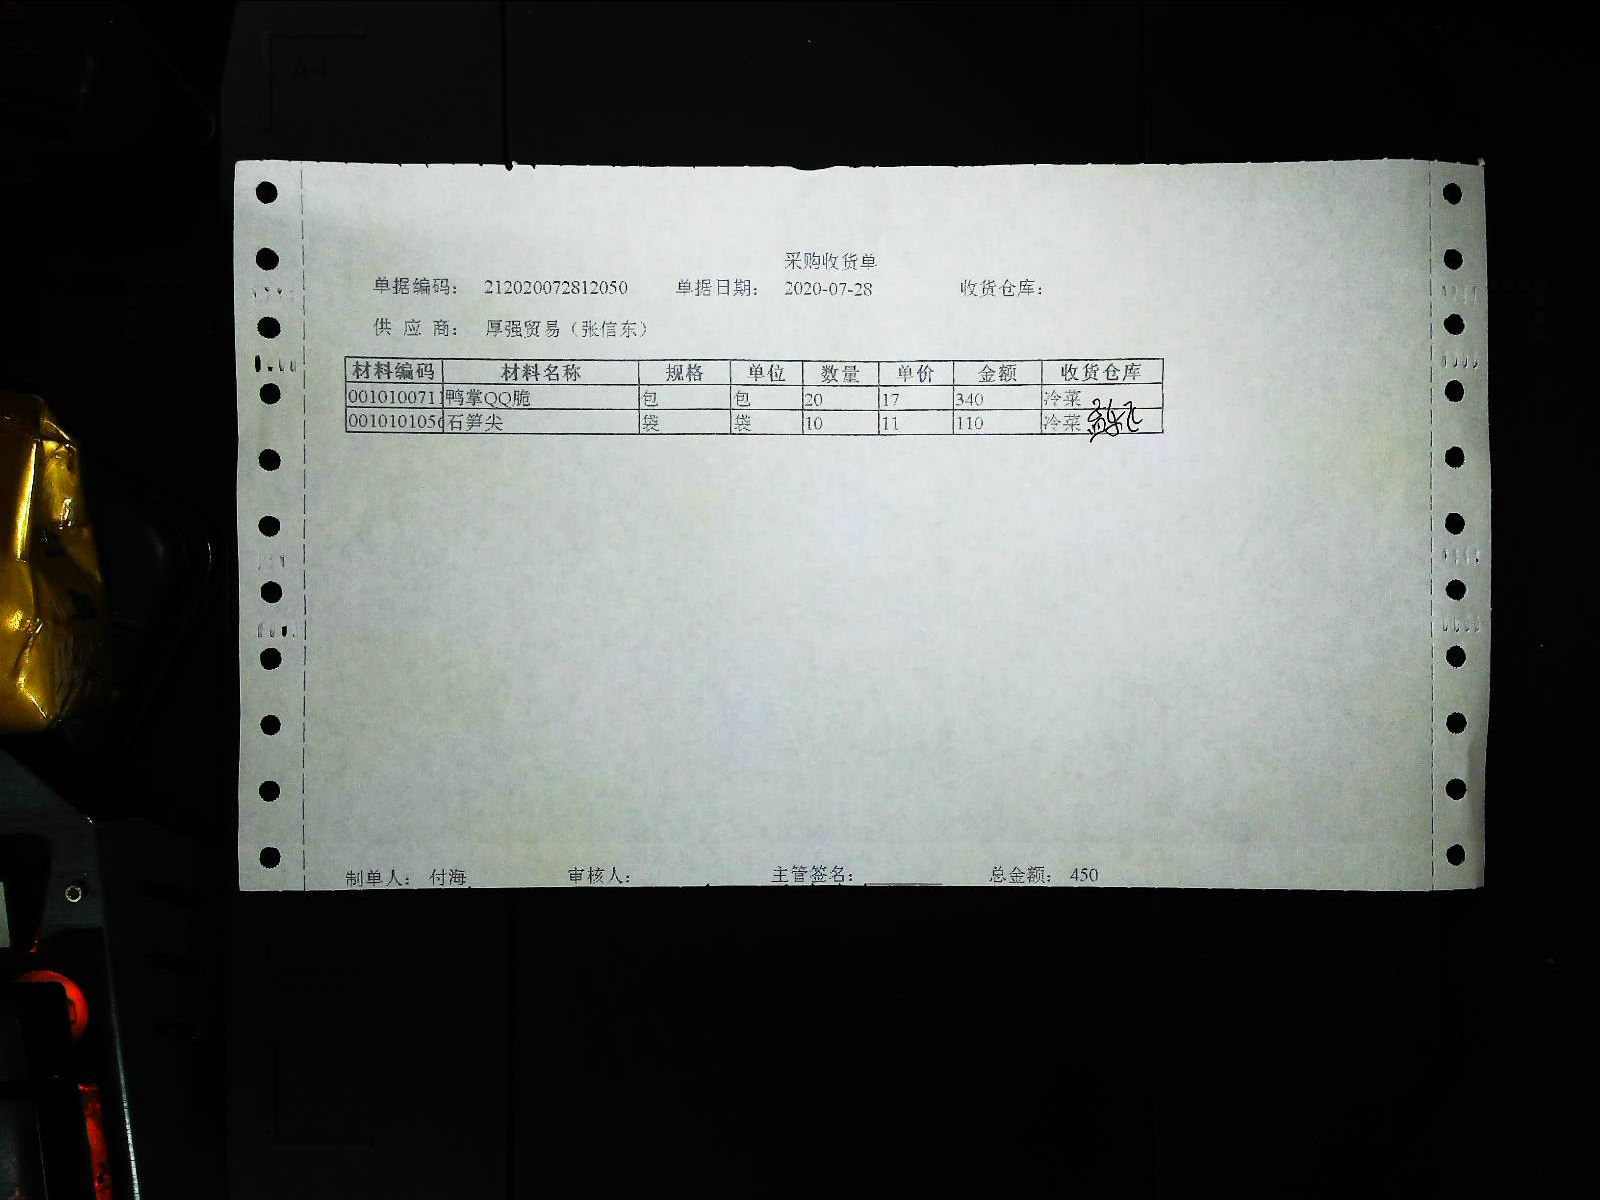 采购收货单
单据编码: 212020072812050 单据日期: 2020-07-28 收货仓库:
供 应 商: 厚强贸易（张信东）
材料编码 材料名称 规格 单位 数量 单价 金额 收货仓库
0010100711 鸭掌QQ脆 包 包 20 17 340 冷菜
001010105 石笋尖 袋 袋 10 11 110 冷菜
制单人: 付海 审核人: 主管签名: 总金额: 450